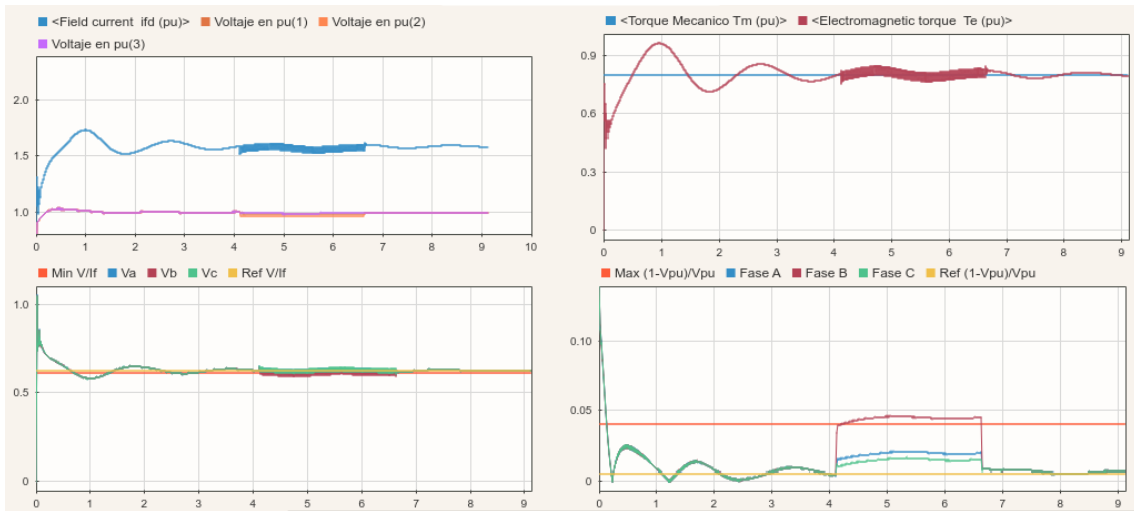 <Field current ifd (pu)> Voltaje en pu(1) Voltaje en pu(2)
Voltaje en pu(3)
2.0
1.5
1.0
0 1 2 3 4 5 6 7 8 9 10
<Torque Mecanico Tm (pu)> <Electromagnetic torque Te (pu)>
0.9
0.6
0.3
0
0 1 2 3 4 5 6 7 8 9
Min V/If Va Vb Vc Ref V/If
1.0
0.5
0
0 1 2 3 4 5 6 7 8 9
Max (1-Vpu)/Vpu Fase A Fase B Fase C Ref (1-Vpu)/Vpu
0.10
0.05
0
0 1 2 3 4 5 6 7 8 9